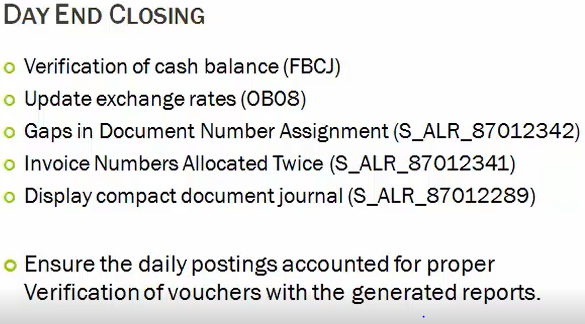 DAY END CLOSING
Verification of cash balance (FBCJ)
Update exchange rates (OB08)
Gaps in Document Number Assignment (S_ALR_87012342)
Invoice Numbers Allocated Twice (S_ALR_87012341)
Display compact document journal (S_ALR_87012289)
Ensure the daily postings accounted for proper
Verification of vouchers with the generated reports.